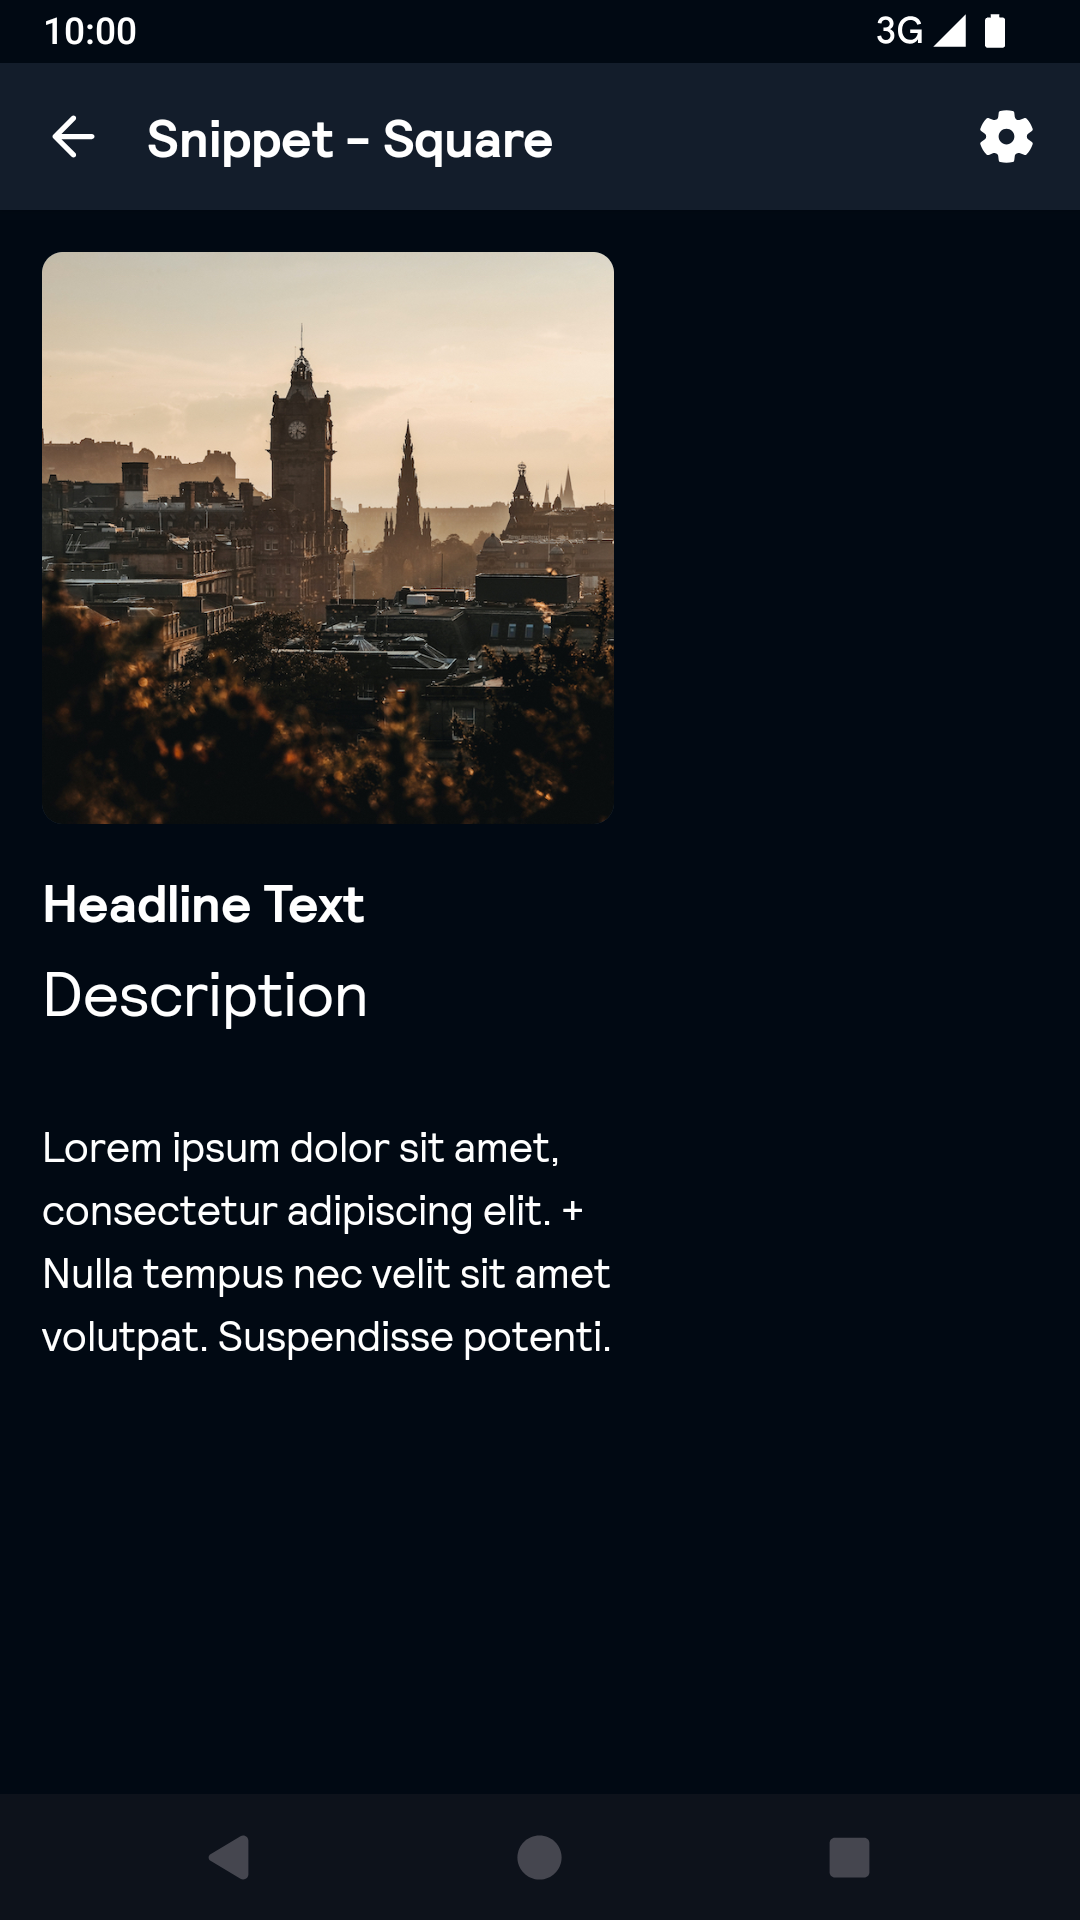 10:00
3G
Snippet - Square
Headline Text
Description
Lorem ipsum dolor sit amet,
consectetur adipiscing elit. +
Nulla tempus nec velit sit amet
volutpat. Suspendisse potenti.